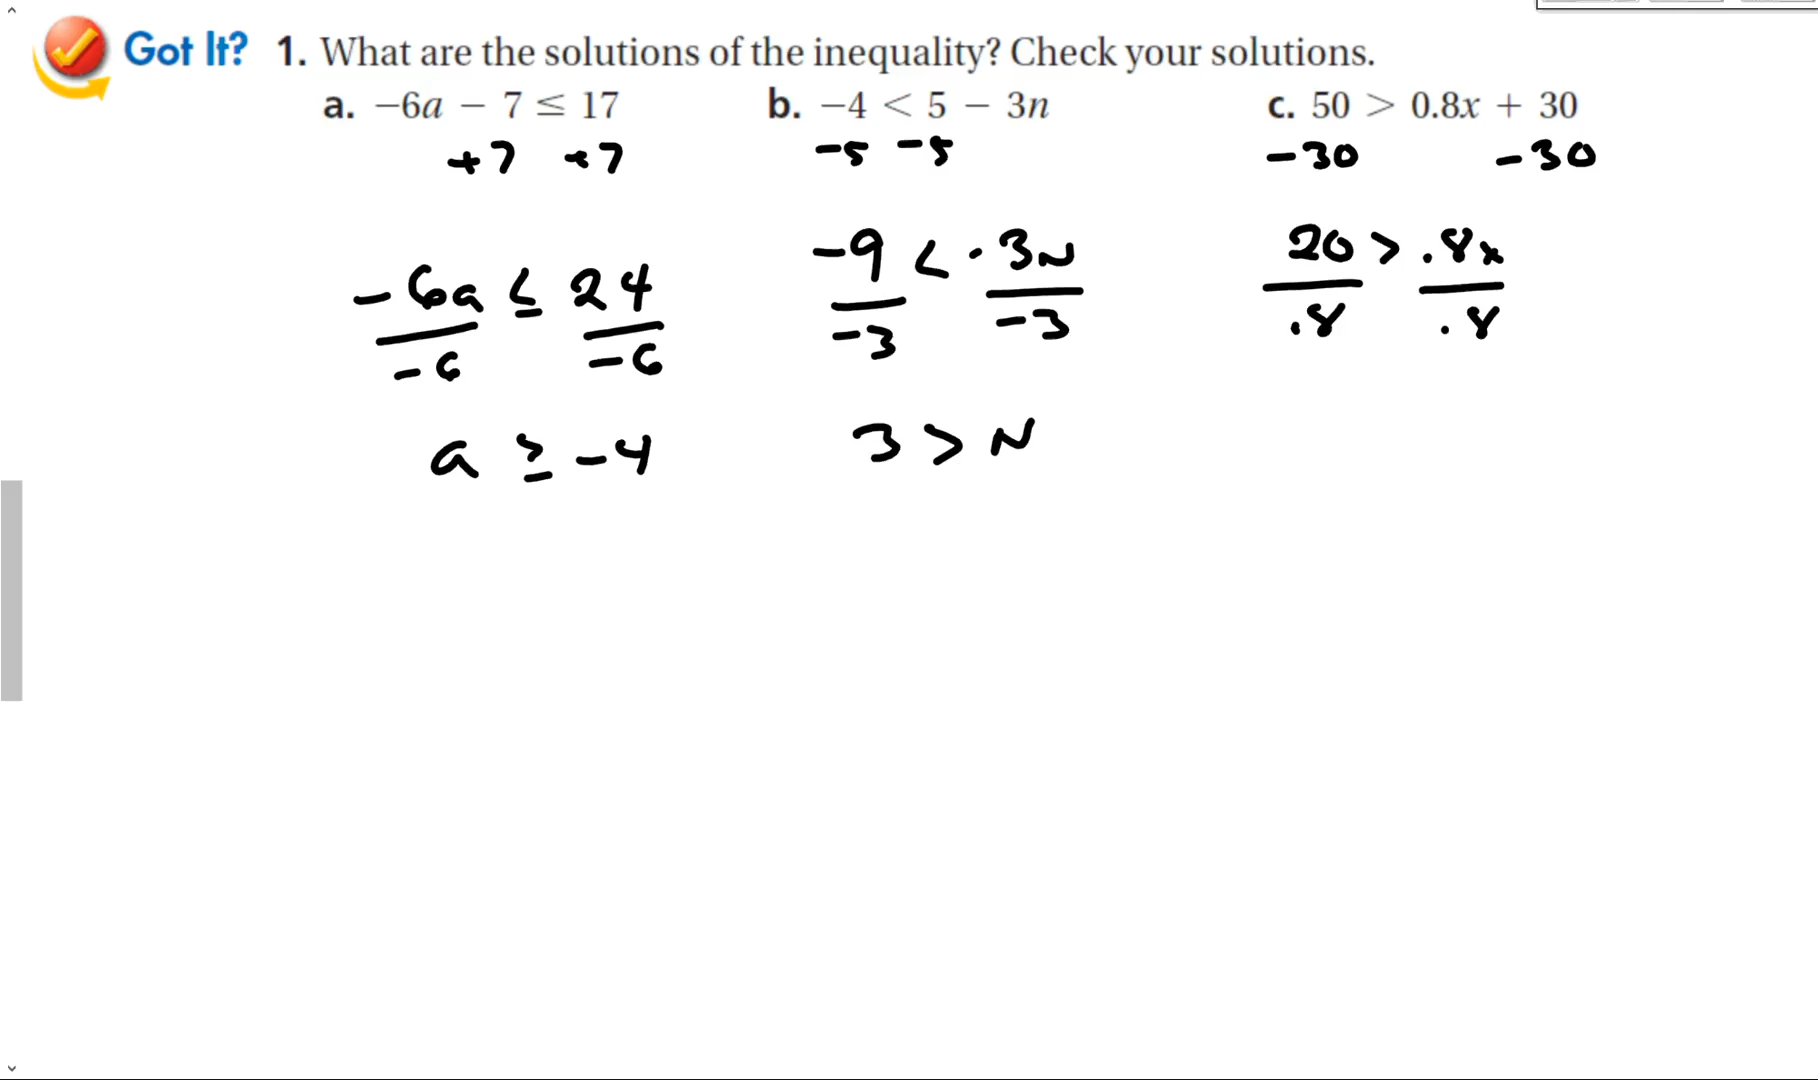 Got It? 1. What are the solutions of the inequality? Check your solutions.
a. −6a − 7 ≤ 17 b. −4 < 5 − 3n c. 50 > 0.8x + 30
+7 +7 -5 -5 -30 -30
-9 < -3N 20 > .8x
-6a ≤ 24 -3 -3 .8 .8
-6 -6
a ≥ -4 3 > N